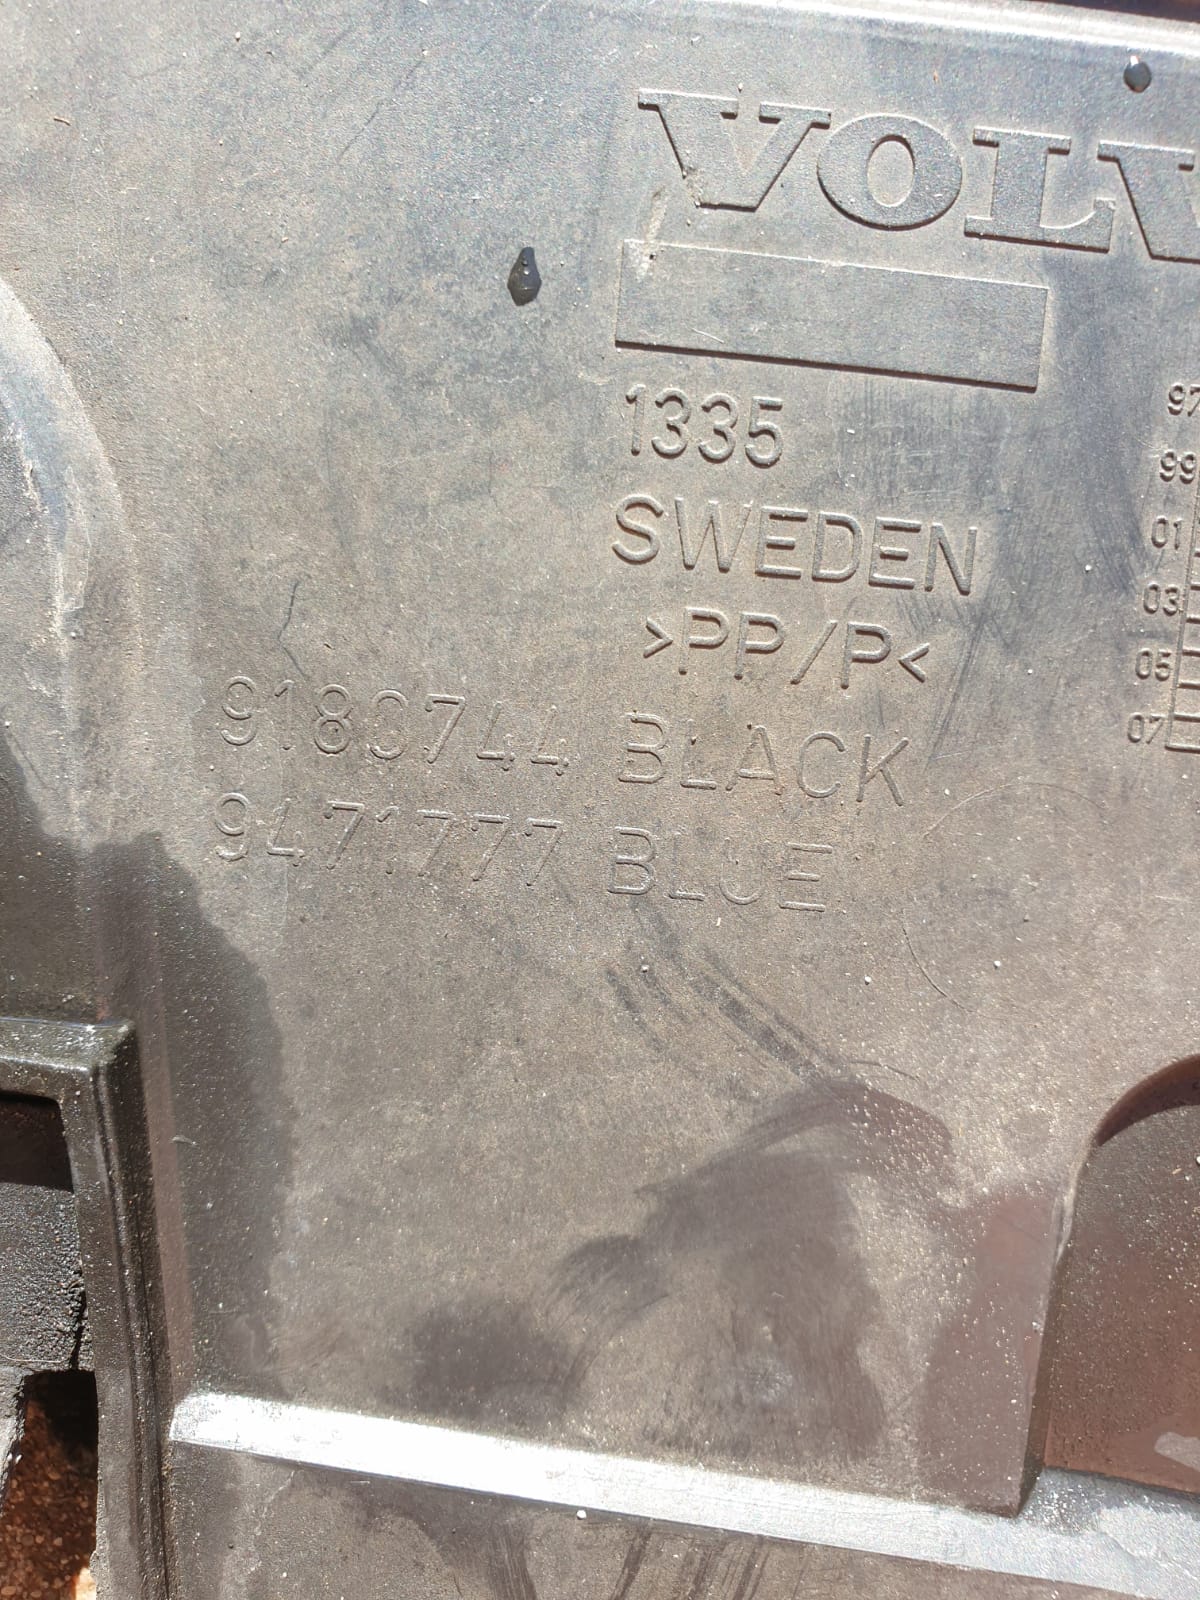 VOLV
1335
SWEDEN
>PP/P<
9180744 BLACK
9471777 BLUE
97
99
01
03
05
07